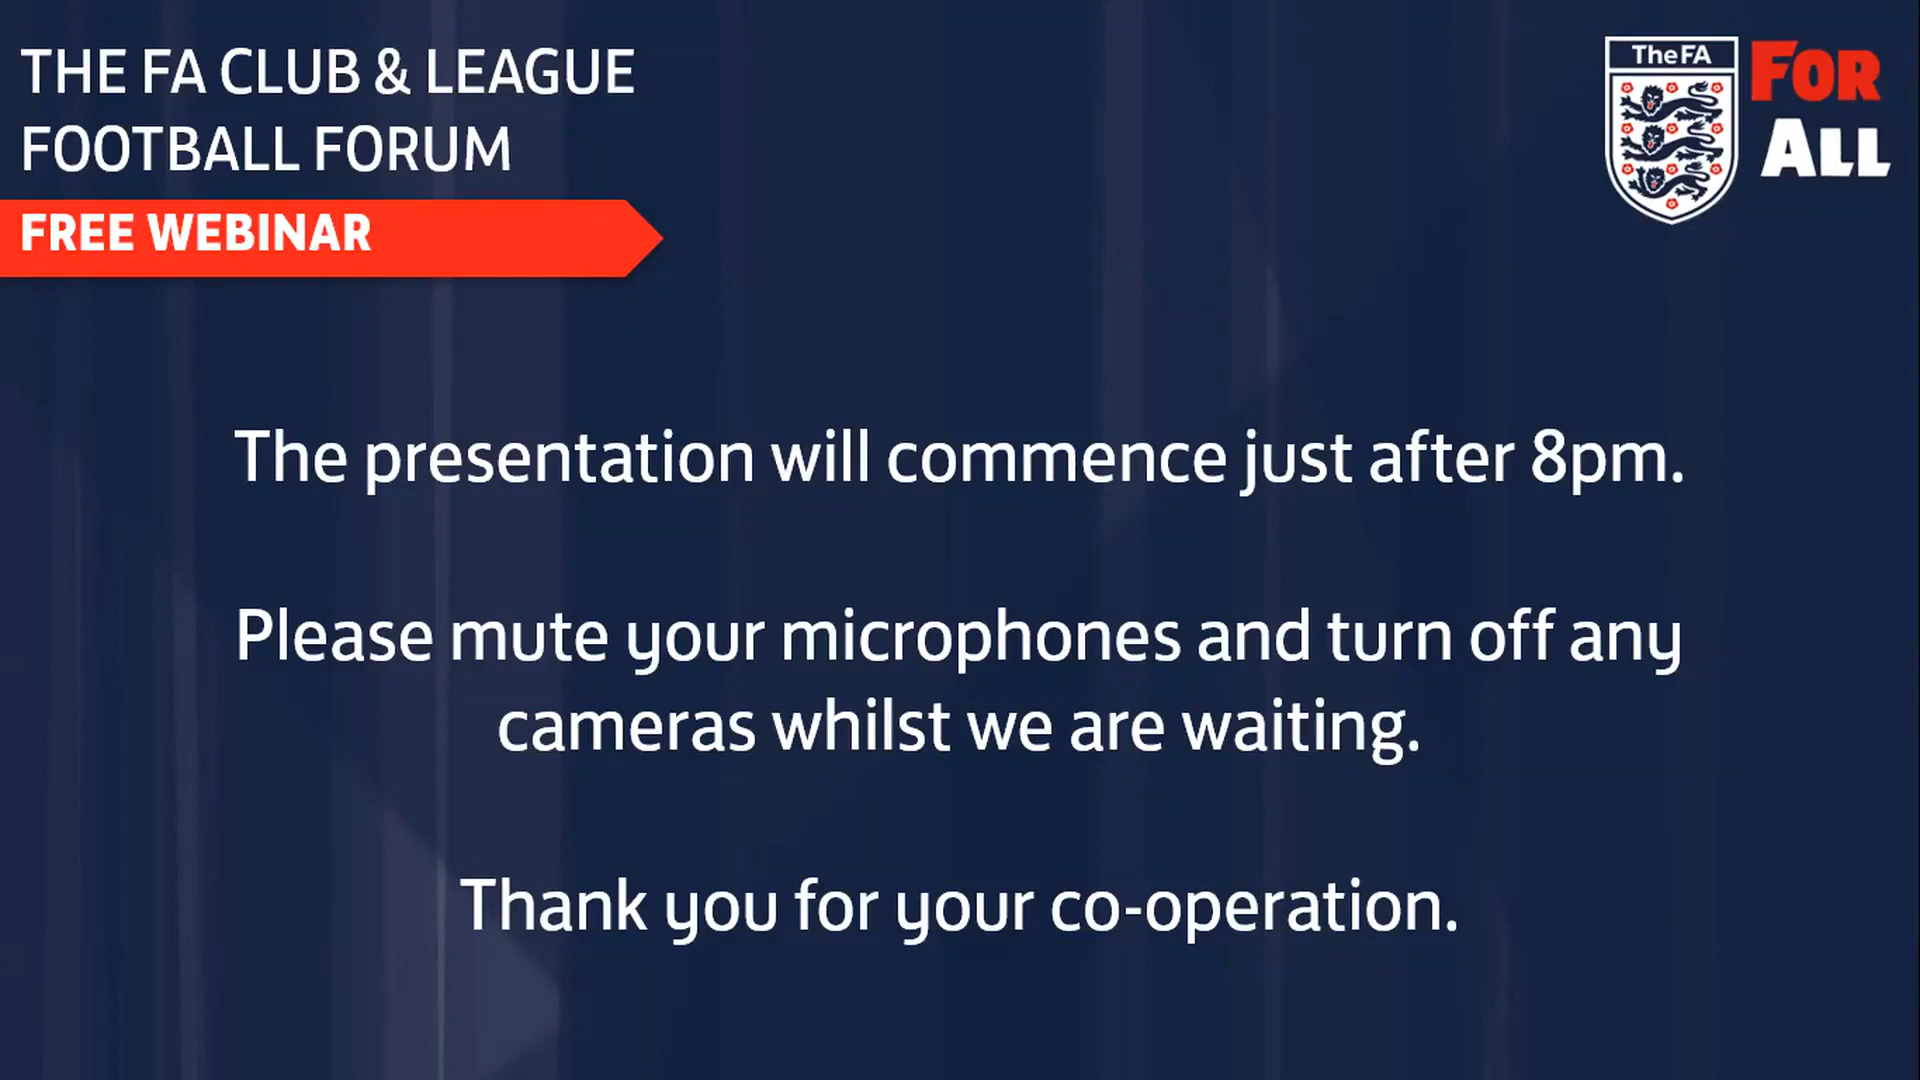 THE FA CLUB & LEAGUE
FOOTBALL FORUM
FREE WEBINAR
The FA
FOR
ALL
The presentation will commence just after 8pm.
Please mute your microphones and turn off any
cameras whilst we are waiting.
Thank you for your co-operation.